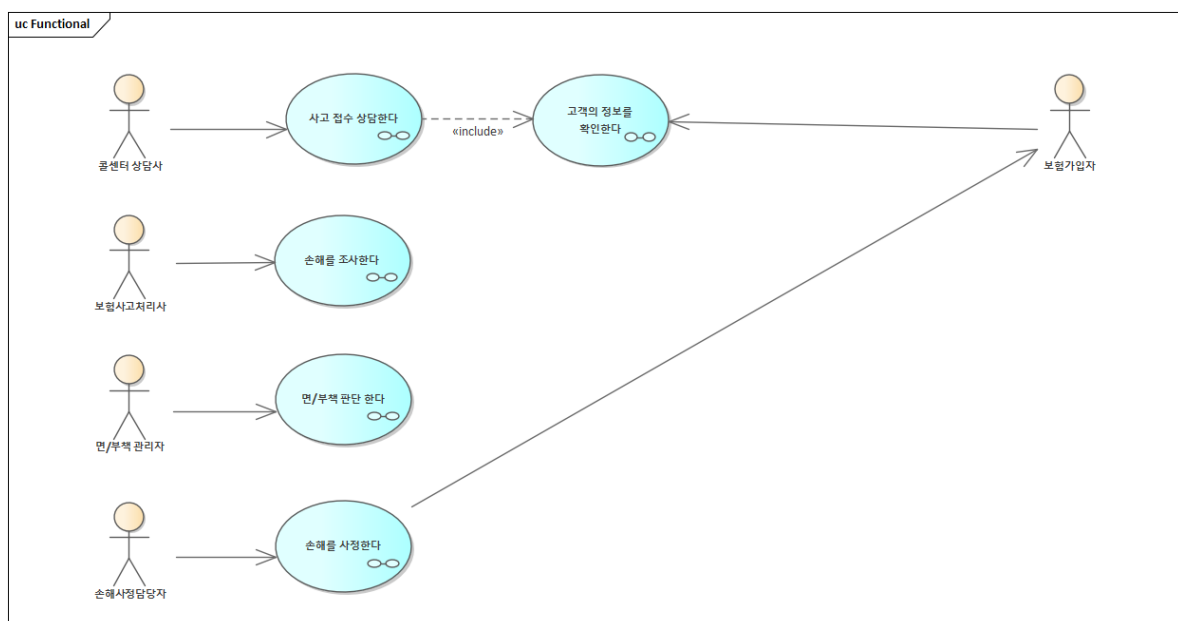 uc Functional
사고 접수 상담한다
고객의 정보를
확인한다
«include»
콜센터 상담사
보험가입자
손해를 조사한다
보험사고처리사
면/부책 판단 한다
면/부책 관리자
손해를 사정한다
손해사정담당자